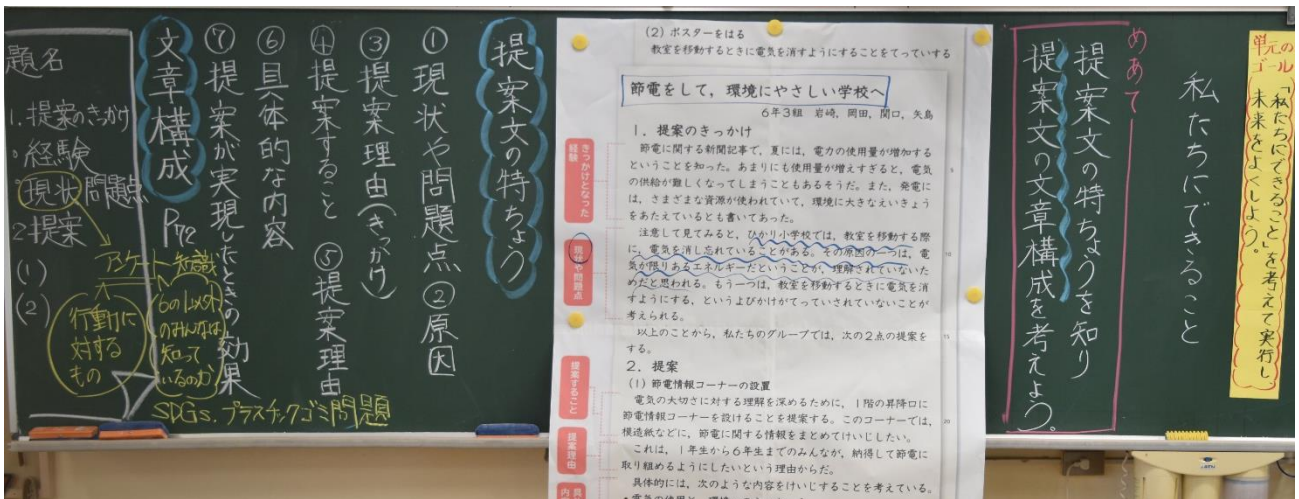 単元の
ゴール
「私たちにできること」を考えて実行し、
未来をよくしよう。
私たちにできること
めあて
提案文の特ちょうを知り
提案文の文章構成を考えよう。
(2) ポスターをはる
教室を移動するときに電気を消すようにすることをてっていする
節電をして，環境にやさしい学校へ
6年3組 岩崎，岡田，関口，矢島
1．提案のきっかけ
節電に関する新聞記事で，夏には，電力の使用量が増加する
ということを知った。あまりにも使用量が増えすぎると，電気
の供給が難しくなってしまうこともあるそうだ。また，発電に
は，さまざまな資源が使われていて，環境に大きなえいきょう
をあたえているとも書いてあった。
注意して見てみると，ひかり小学校では，教室を移動する際
に，電気を消し忘れていることがある。その原因の一つは，電
気が限りあるエネルギーだということが，理解されていないた
めだと思われる。もう一つは，教室を移動するときに電気を消
すようにする，というよびかけがてっていされていないことが
考えられる。
以上のことから，私たちのグループでは，次の2点の提案を
する。
2．提案
(1) 節電情報コーナーの設置
電気の大切さに対する理解を深めるために，1階の昇降口に
節電情報コーナーを設けることを提案する。このコーナーでは，
模造紙などに，節電に関する情報をまとめてけいじしたい。
これは，1年生から6年生までのみんなが，納得して節電に
取り組めるようにしたいという理由からだ。
具体的には，次のような内容をけいじすることを考えている。
きっかけとなった
経験
現状や問題点
提案すること
提案理由
5
10
15
20
提案文の特ちょう
①現状や問題点 ②原因
③提案理由(きっかけ)
④提案すること ⑤提案理由
⑥具体的な内容
⑦提案が実現したときの効果
文章構成 P72
題名
1.提案のきっかけ
・経験
・現状 問題点
2提案
(1)
(2)
アンケート 知識
行動に
対する
もの
6の1以外
のみんなは
知って
いるのか
SDGs.プラスチックゴミ問題